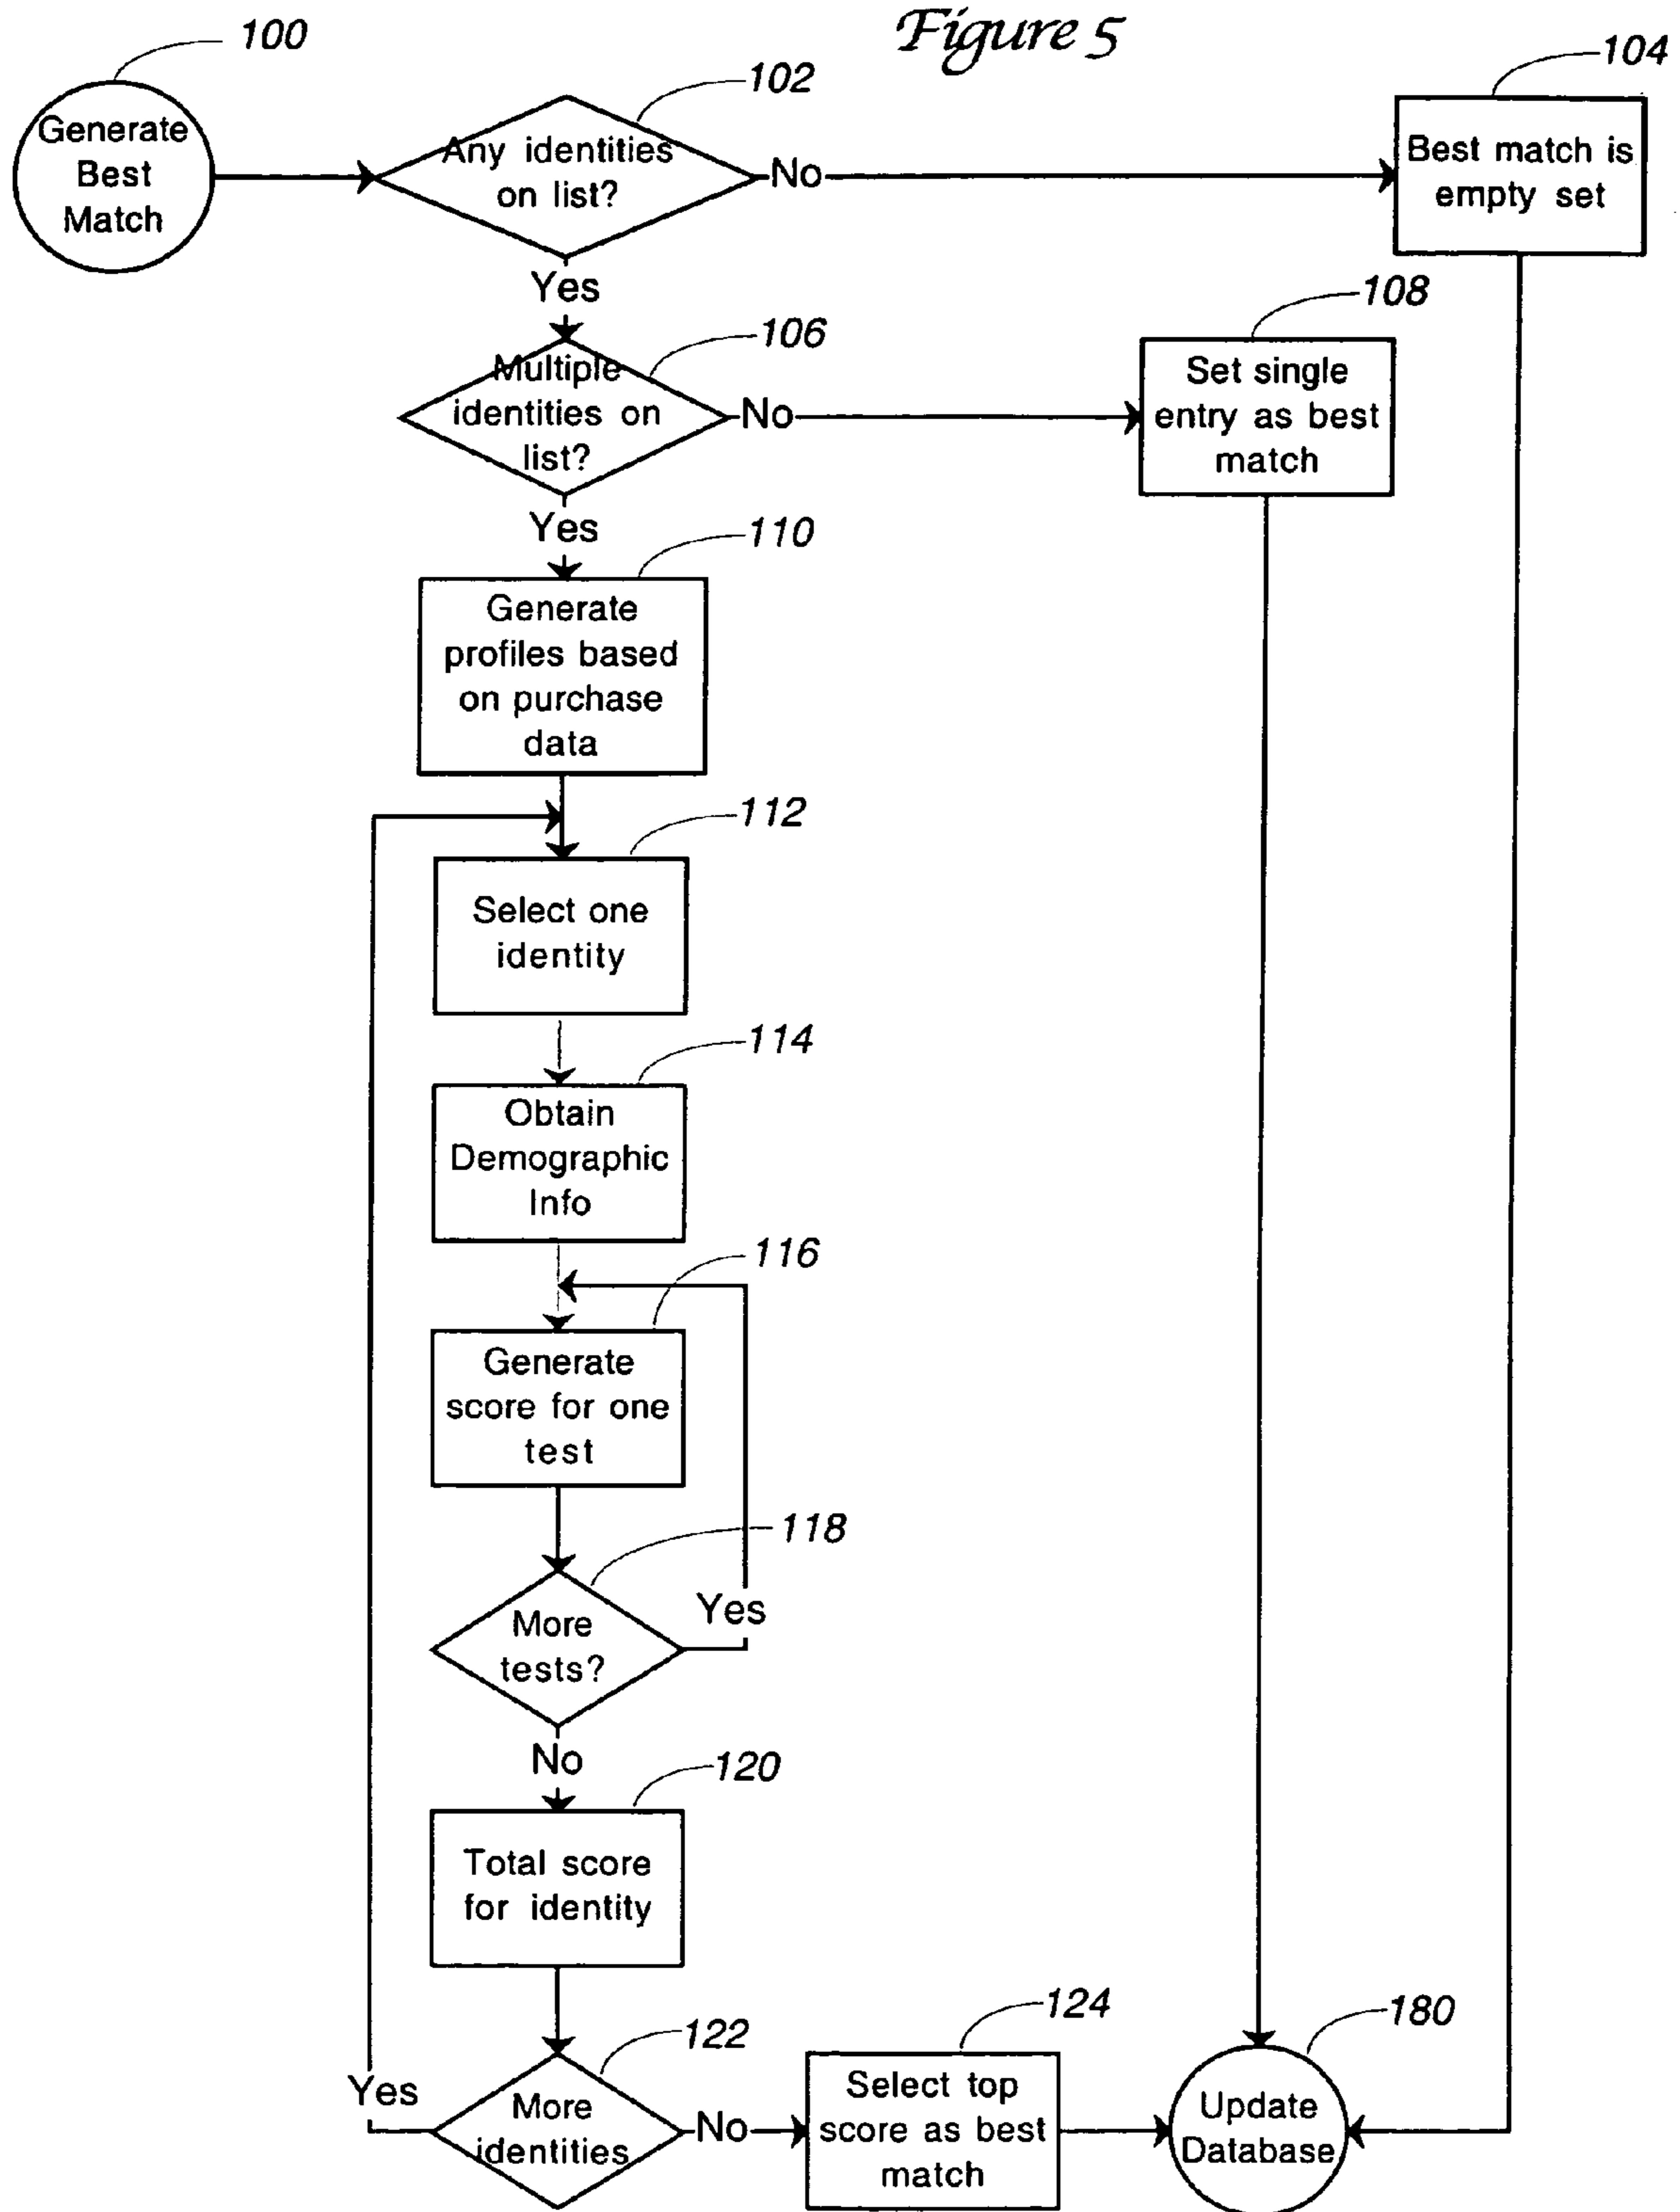 Figure 5
100
Generate
Best
Match
102
Any identities
on list?
No
104
Best match is
empty set
Yes
106
Multiple
identities on
list?
No
108
Set single
entry as best
match
Yes
110
Generate
profiles based
on purchase
data
112
Select one
identity
114
Obtain
Demographic
Info
116
Generate
score for one
test
118
More
tests?
Yes
No
120
Total score
for identity
122
More
identities
Yes
No
124
Select top
score as best
match
180
Update
Database